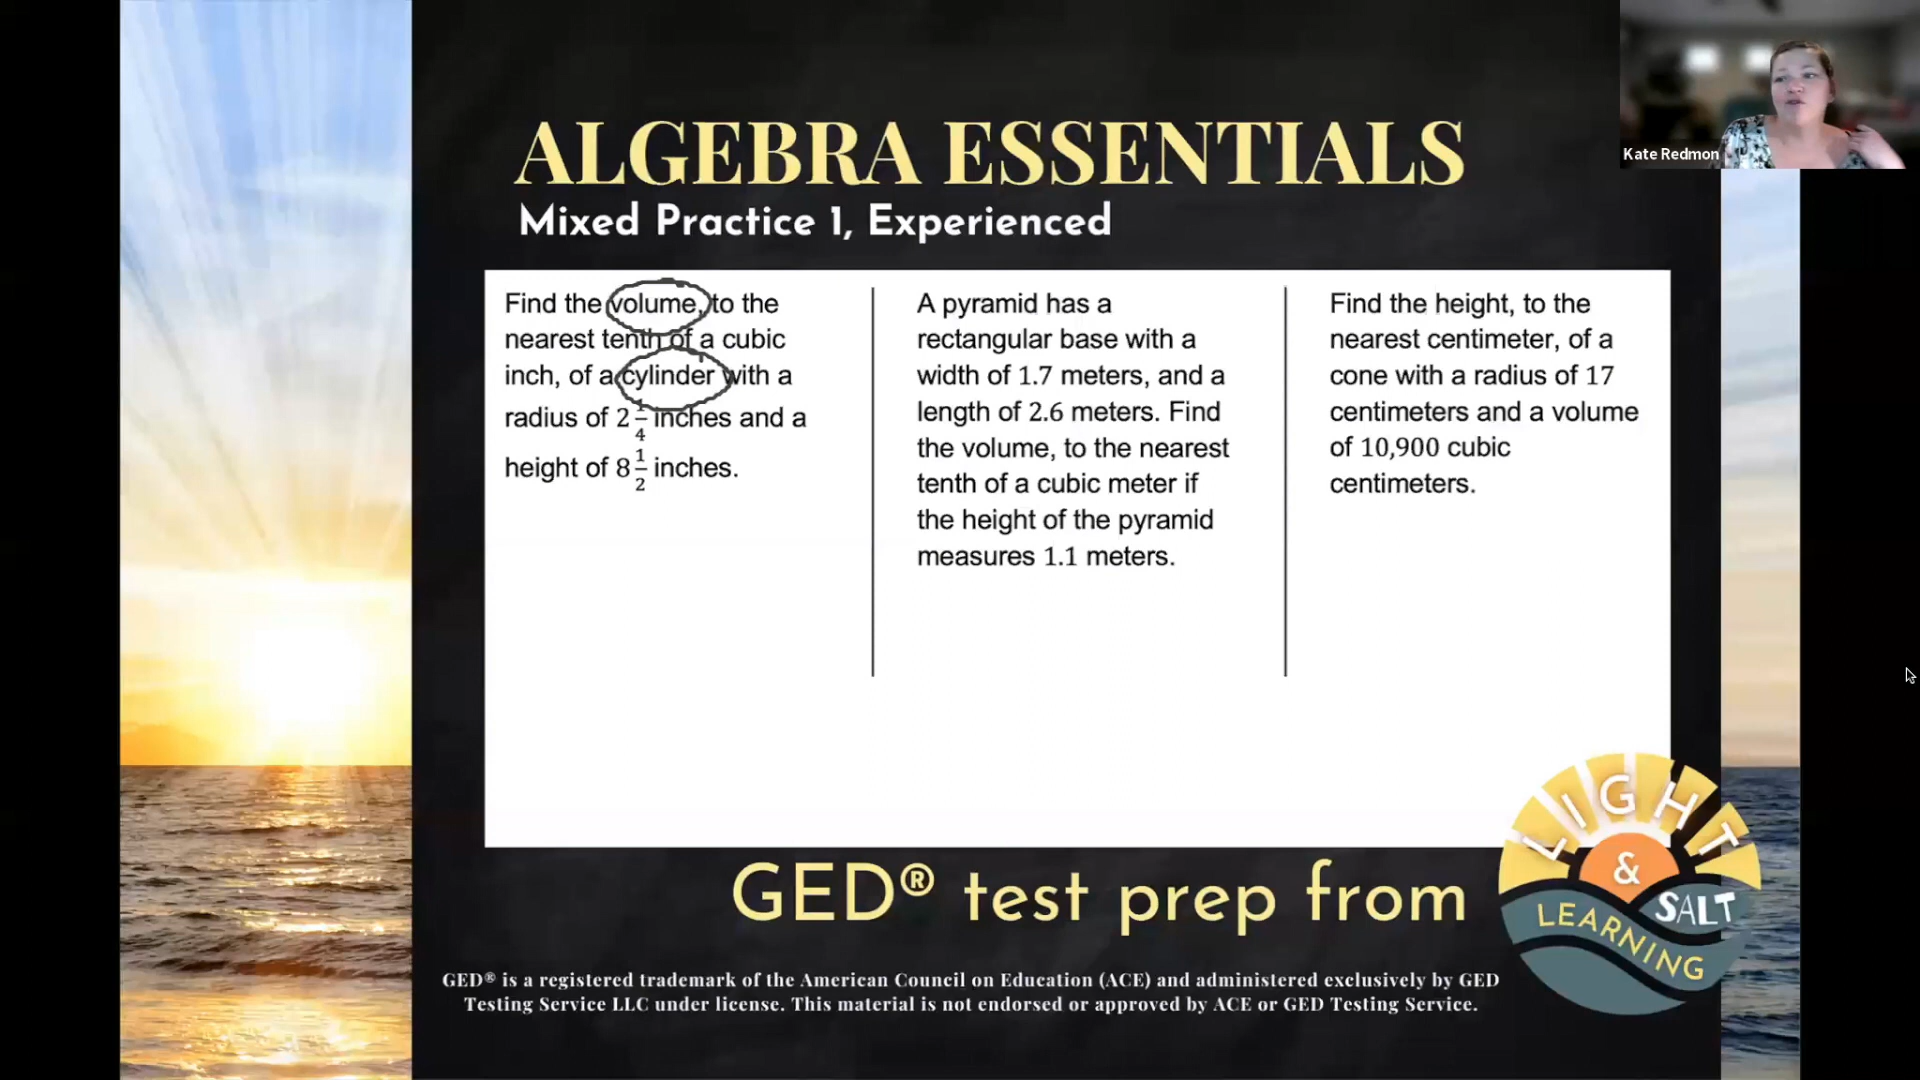 Kate Redmon
ALGEBRA ESSENTIALS
Mixed Practice 1, Experienced
Find the volume, to the
nearest tenth of a cubic
inch, of a cylinder with a
radius of 2 1/4 inches and a
height of 8 1/2 inches.
A pyramid has a
rectangular base with a
width of 1.7 meters, and a
length of 2.6 meters. Find
the volume, to the nearest
tenth of a cubic meter if
the height of the pyramid
measures 1.1 meters.
Find the height, to the
nearest centimeter, of a
cone with a radius of 17
centimeters and a volume
of 10,900 cubic
centimeters.
GED® test prep from
LIGHT
&
SALT
LEARNING
GED® is a registered trademark of the American Council on Education (ACE) and administered exclusively by GED
Testing Service LLC under license. This material is not endorsed or approved by ACE or GED Testing Service.